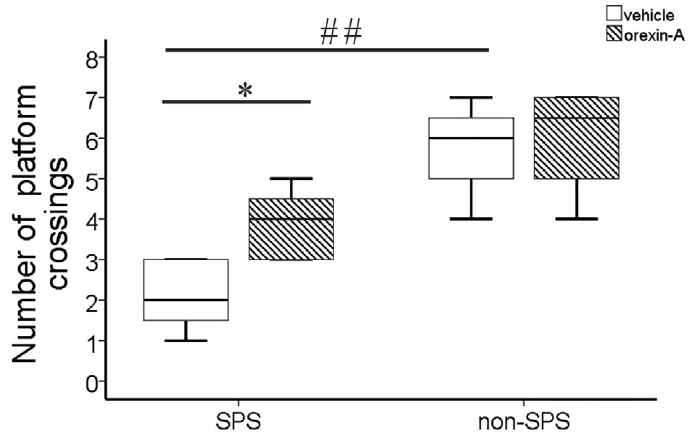 vehicle
orexin-A
##
*
Number of platform
crossings
8
7
6
5
4
3
2
1
0
SPS
non-SPS